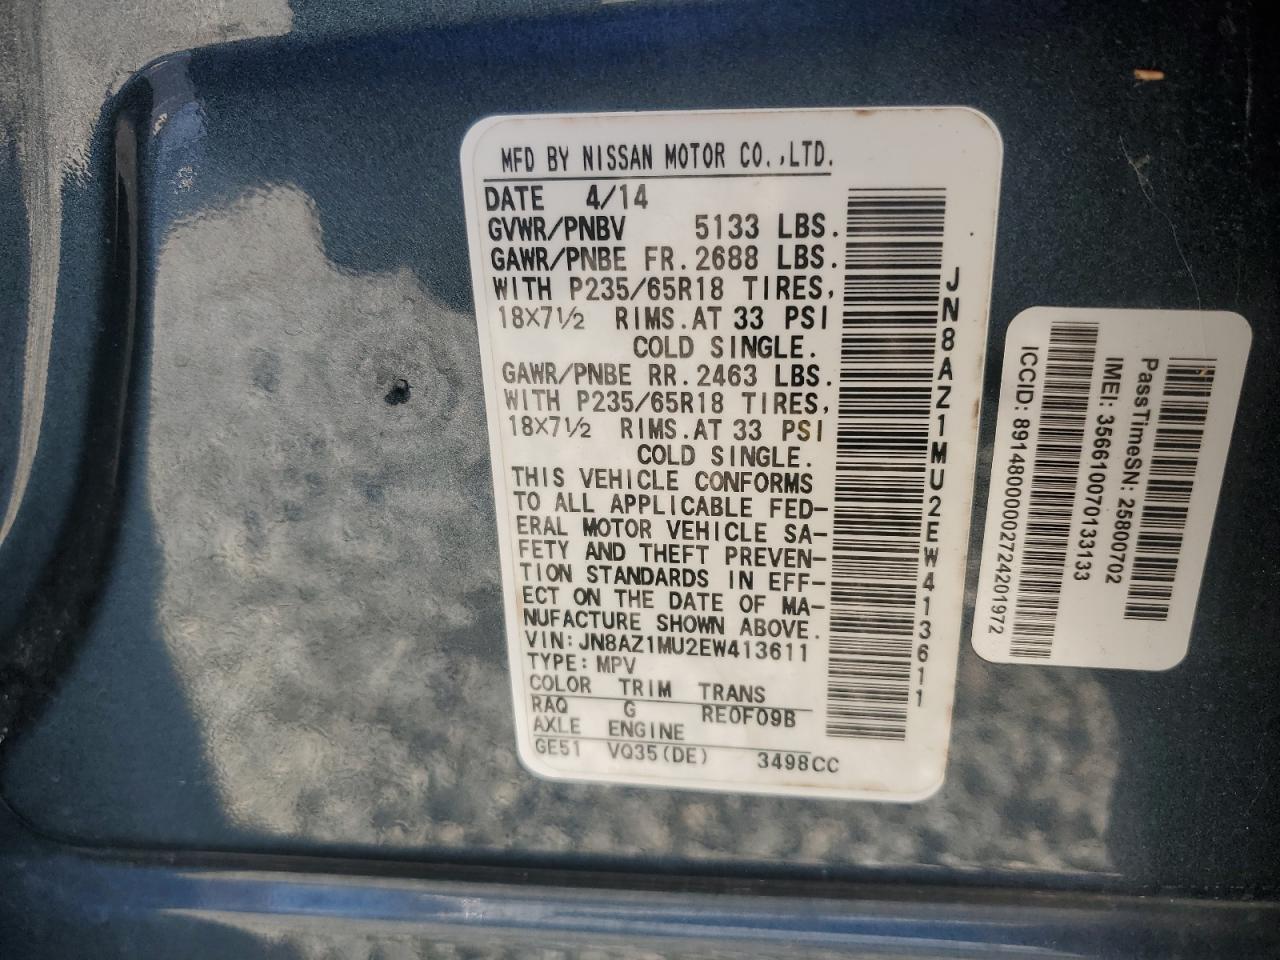 MFD BY NISSAN MOTOR CO.,LTD.
DATE 4/14
GVWR/PNBV 5133 LBS.
GAWR/PNBE FR. 2688 LBS.
WITH P235/65R18 TIRES,
18X7½ RIMS. AT 33 PSI
COLD SINGLE.
GAWR/PNBE RR. 2463 LBS.
WITH P235/65R18 TIRES,
18X7½ RIMS. AT 33 PSI
COLD SINGLE.
THIS VEHICLE CONFORMS
TO ALL APPLICABLE FED-
ERAL MOTOR VEHICLE SA-
FETY AND THEFT PREVEN-
TION STANDARDS IN EFF-
ECT ON THE DATE OF MA-
NUFACTURE SHOWN ABOVE.
VIN: JN8AZ1MU2EW413611
TYPE: MPV
COLOR TRIM TRANS
RAQ G RE0F09B
AXLE ENGINE
GE51 VQ35(DE) 3498CC
JN8AZ1MU2EW413611
PassTimeSN: 25800702
IMEI: 356610070133133
ICCID: 89148000002724201972